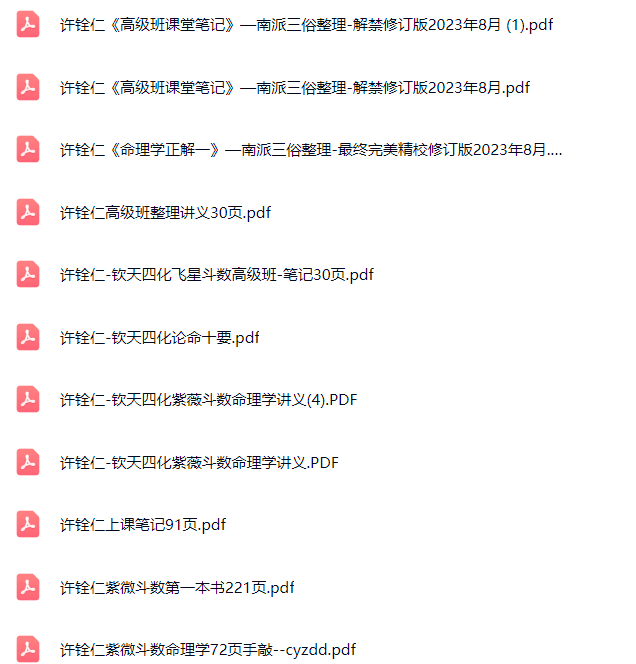 许铨仁《高级班课堂笔记》—南派三俗整理-解禁修订版2023年8月 (1).pdf
许铨仁《高级班课堂笔记》—南派三俗整理-解禁修订版2023年8月.pdf
许铨仁《命理学正解一》—南派三俗整理-最终完美精校修订版2023年8月....
许铨仁高级班整理讲义30页.pdf
许铨仁-钦天四化飞星斗数高级班-笔记30页.pdf
许铨仁-钦天四化论命十要.pdf
许铨仁-钦天四化紫薇斗数命理学讲义(4).PDF
许铨仁-钦天四化紫薇斗数命理学讲义.PDF
许铨仁上课笔记91页.pdf
许铨仁紫微斗数第一本书221页.pdf
许铨仁紫微斗数命理学72页手敲--cyzdd.pdf